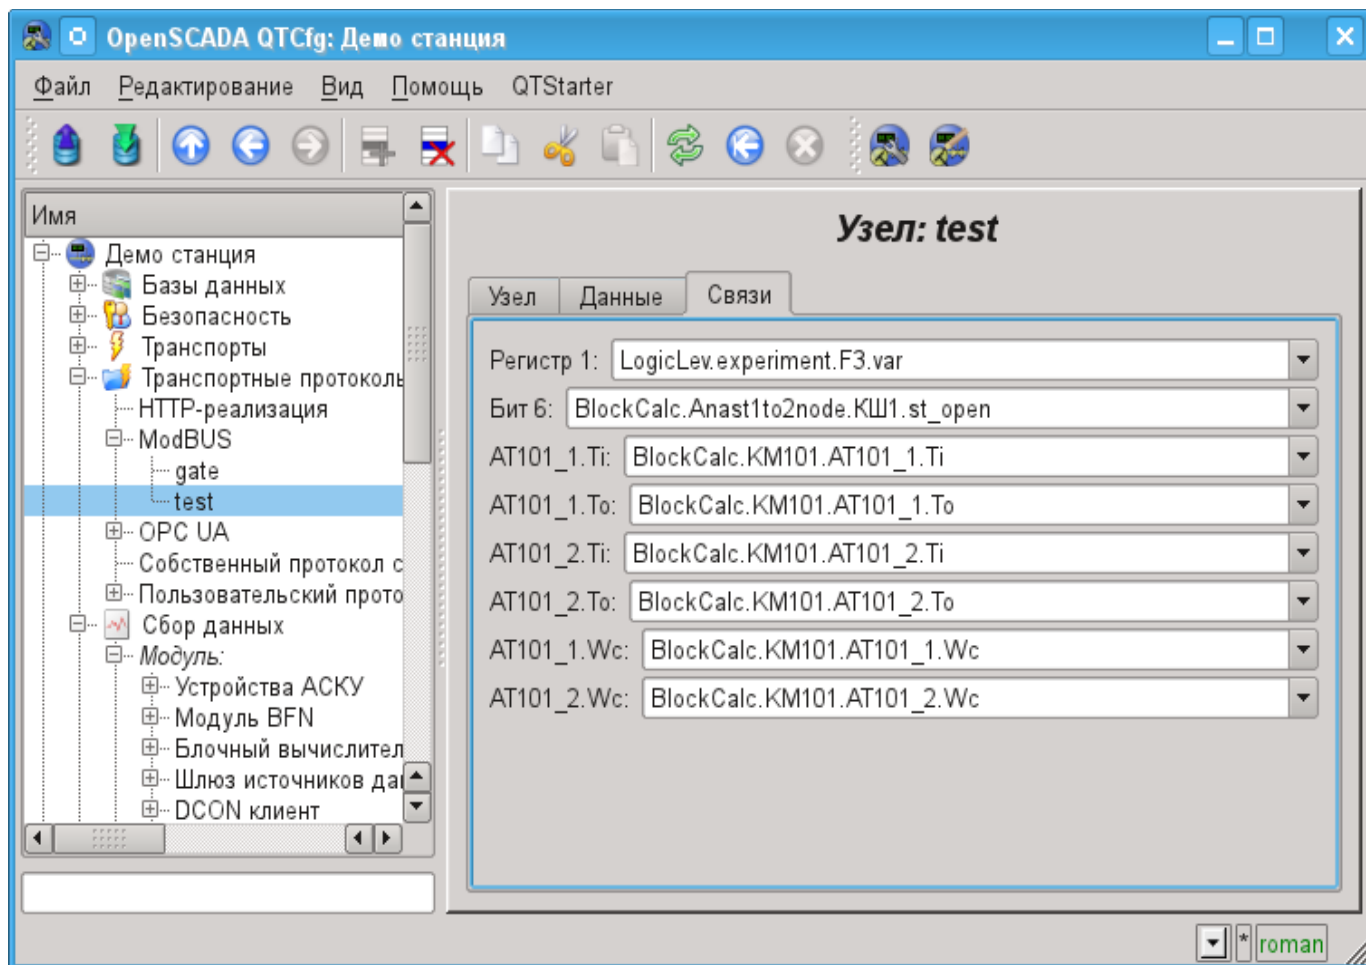 OpenSCADA QTCfg: Демо станция
Файл Редактирование Вид Помощь QTStarter
Имя
Демо станция
Базы данных
Безопасность
Транспорты
Транспортные протоколь
HTTP-реализация
ModBUS
gate
test
OPC UA
Собственный протокол с
Пользовательский прото
Сбор данных
Модуль:
Устройства АСКУ
Модуль BFN
Блочный вычислител
Шлюз источников да
DCON клиент
Узел: test
Узел Данные Связи
Регистр 1: LogicLev.experiment.F3.var
Бит 6: BlockCalc.Anast1to2node.КШ1.st_open
AT101_1.Ti: BlockCalc.KM101.AT101_1.Ti
AT101_1.To: BlockCalc.KM101.AT101_1.To
AT101_2.Ti: BlockCalc.KM101.AT101_2.Ti
AT101_2.To: BlockCalc.KM101.AT101_2.To
AT101_1.Wc: BlockCalc.KM101.AT101_1.Wc
AT101_2.Wc: BlockCalc.KM101.AT101_2.Wc
* roman